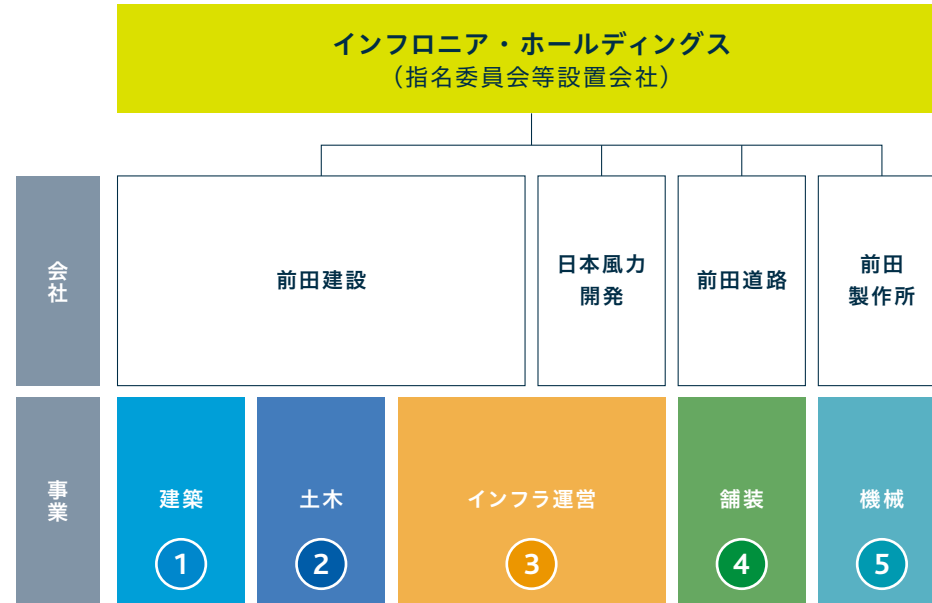 インフロニア・ホールディングス
（指名委員会等設置会社）
会社
前田建設
日本風力
開発
前田道路
前田
製作所
事業
建築
土木
インフラ運営
舗装
機械
1
2
3
4
5